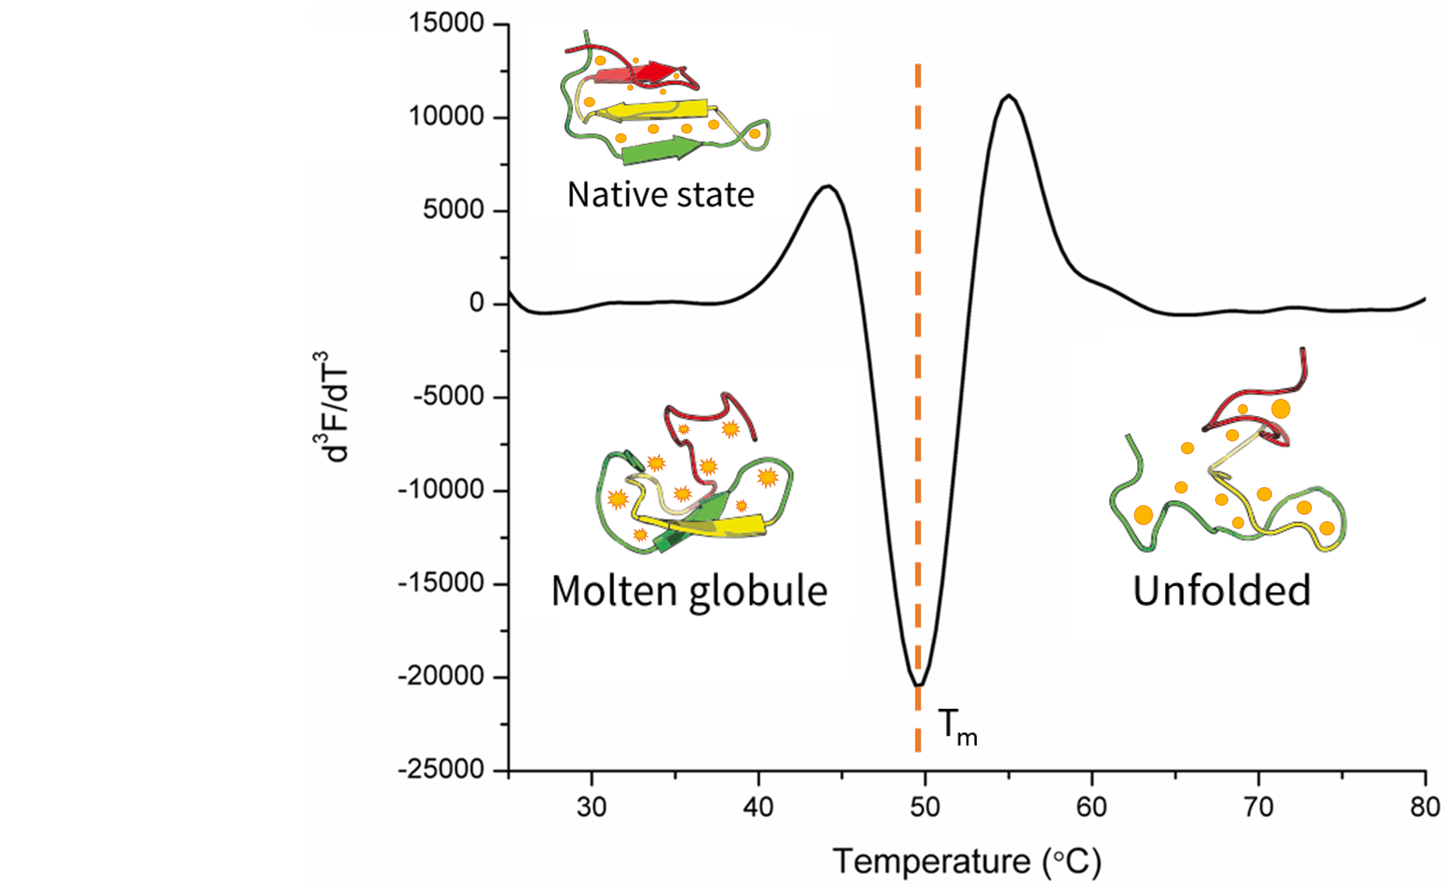 15000
10000
5000
0
-5000
-10000
-15000
-20000
-25000
d³F/dT³
Native state
Molten globule
Unfolded
Tₘ
30 40 50 60 70 80
Temperature (°C)